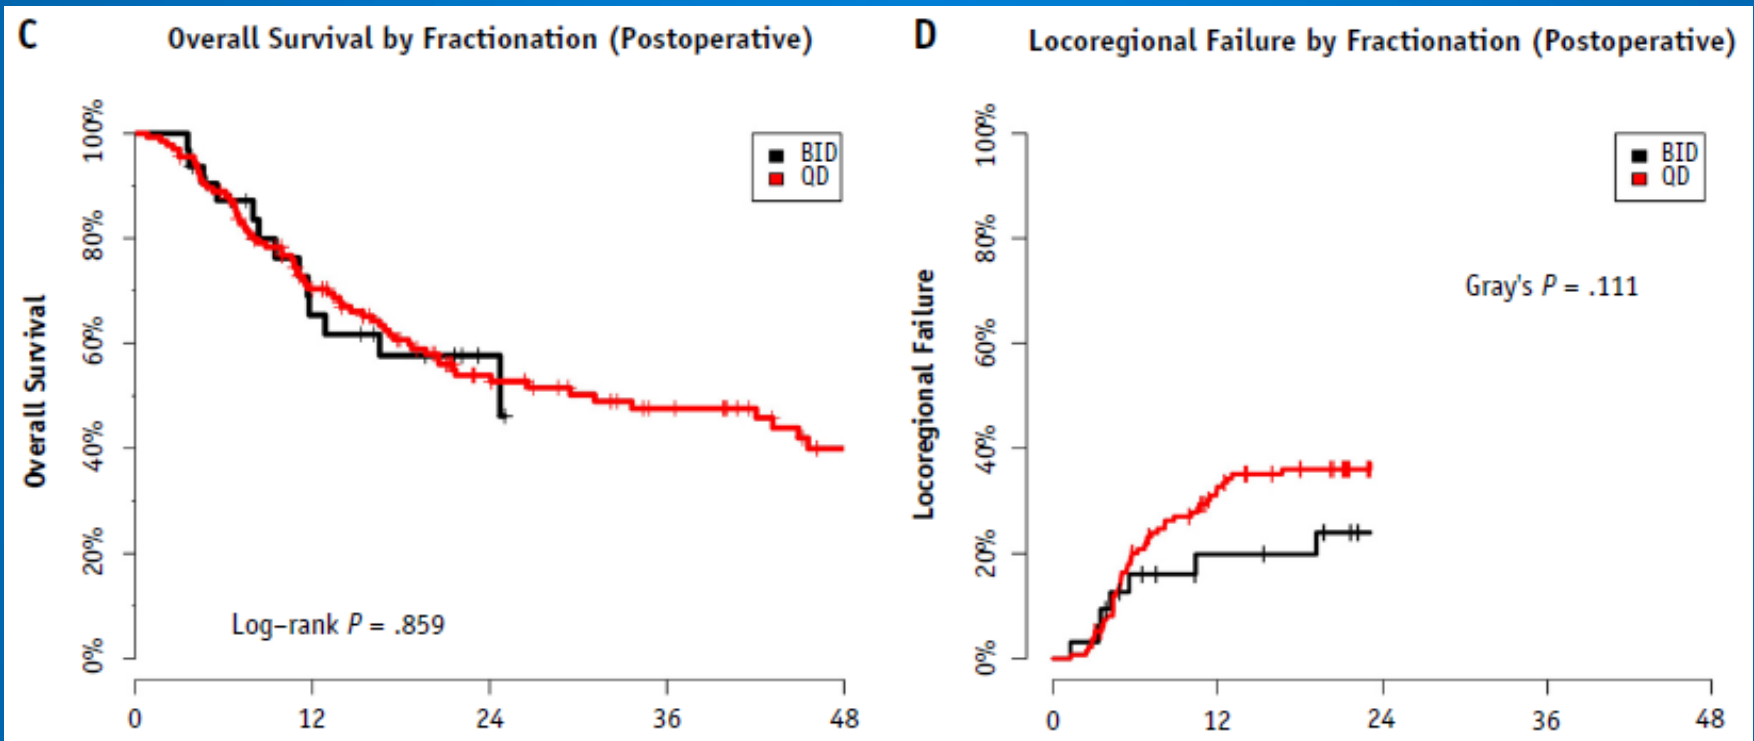 C
Overall Survival by Fractionation (Postoperative)
Overall Survival
100%
80%
60%
40%
20%
0%
BID
QD
Log-rank P = .859
0 12 24 36 48
D
Locoregional Failure by Fractionation (Postoperative)
Locoregional Failure
100%
80%
60%
40%
20%
0%
BID
QD
Gray's P = .111
0 12 24 36 48